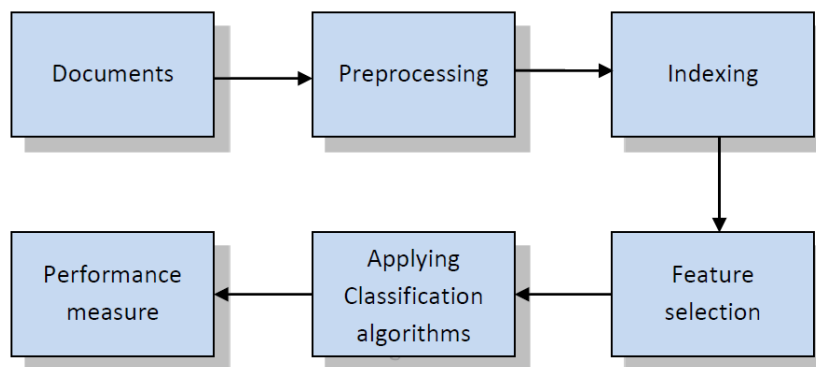 Documents
Preprocessing
Indexing
Performance
measure
Applying
Classification
algorithms
Feature
selection